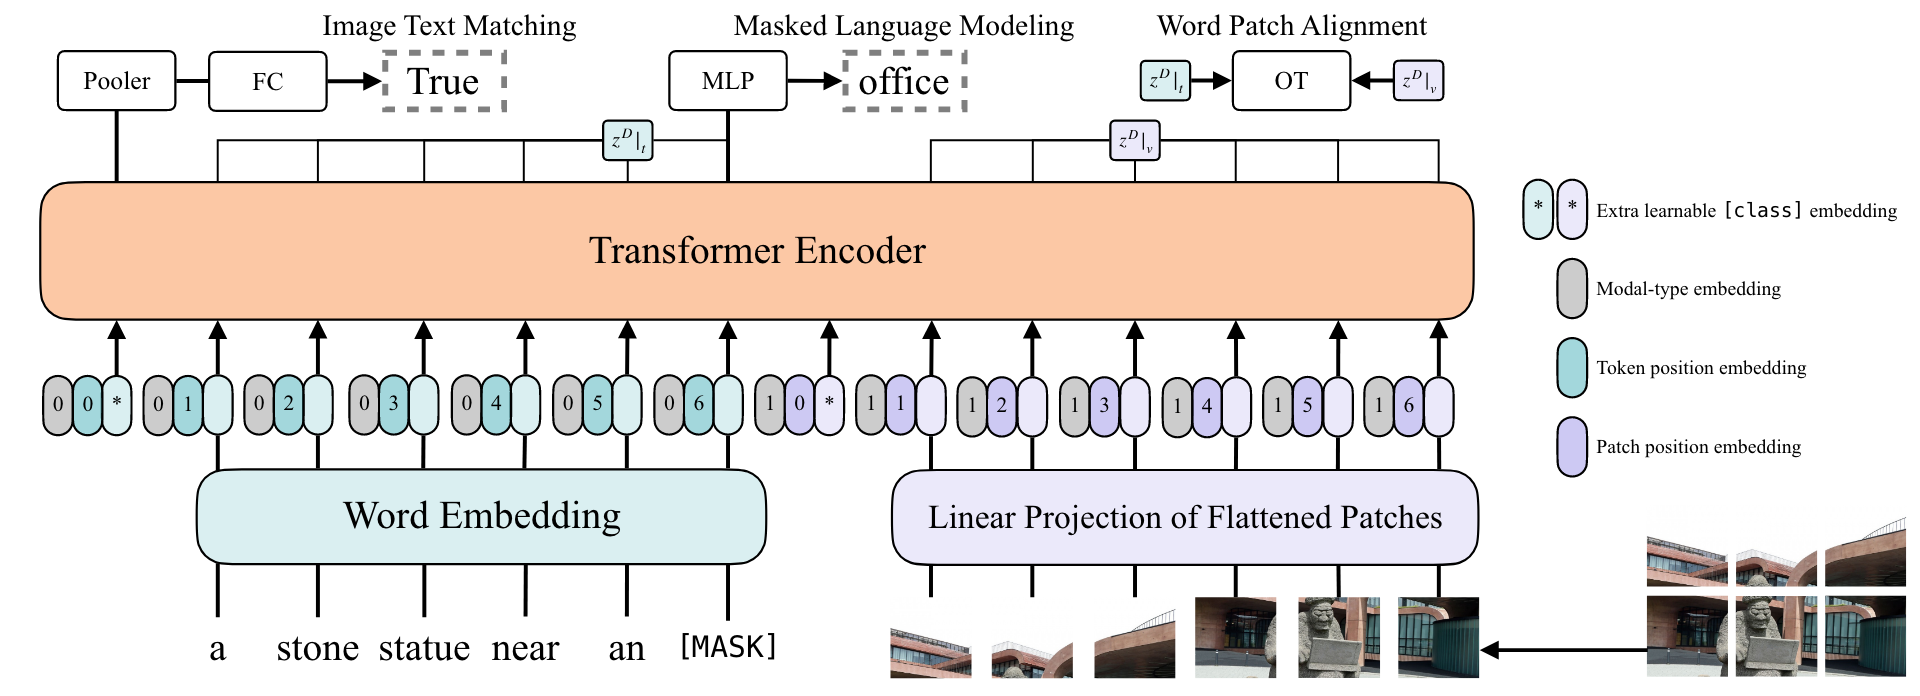 Image Text Matching
Masked Language Modeling
Word Patch Alignment
Pooler
FC
True
MLP
office
z^D|_t
OT
z^D|_v
z^D|_t
z^D|_v
Transformer Encoder
0 0 *
0 1
0 2
0 3
0 4
0 5
0 6
1 0 *
1 1
1 2
1 3
1 4
1 5
1 6
Word Embedding
Linear Projection of Flattened Patches
a stone statue near an [MASK]
* * Extra learnable [class] embedding
Modal-type embedding
Token position embedding
Patch position embedding